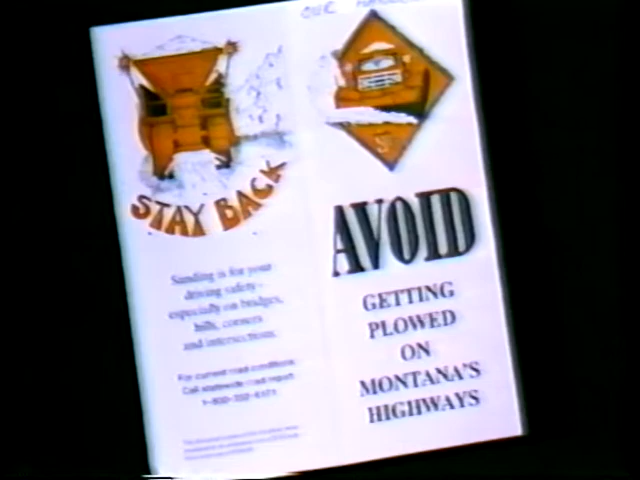 STAY BACK
Sanding is for your
driving safety -
especially on bridges,
hills, corners
and intersections.
For current road conditions
Call statewide road report
AVOID
GETTING
PLOWED
ON
MONTANA'S
HIGHWAYS